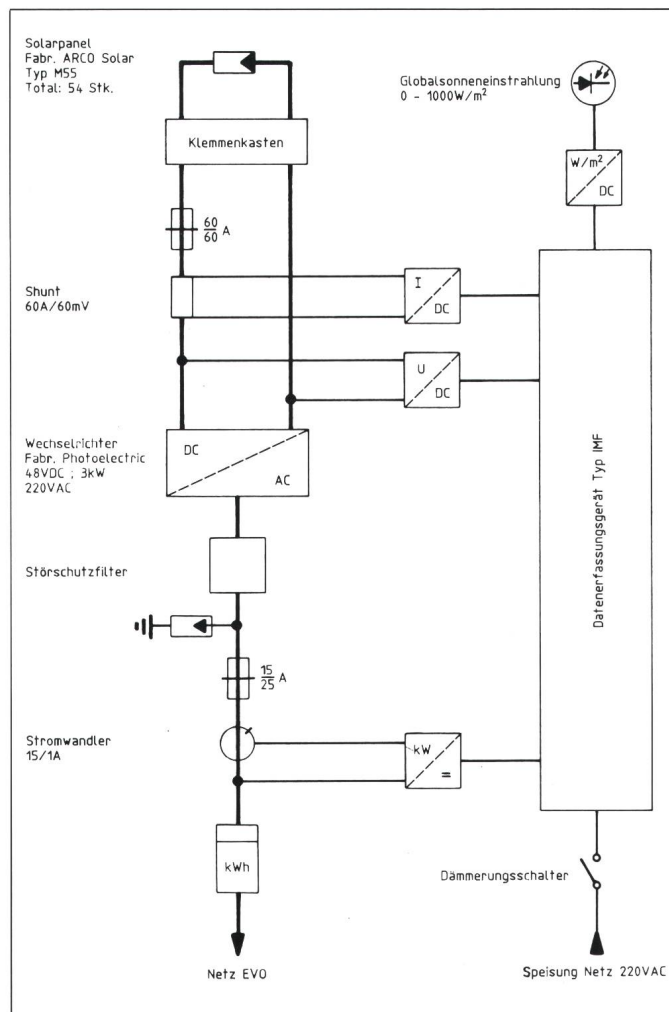 Solarpanel
Fabr. ARCO Solar
Typ M55
Total: 54 Stk.
Globalsonneneinstrahlung
0 - 1000W/m²
Klemmenkasten
W/m²
DC
60
60 A
Shunt
60A/60mV
I
DC
U
DC
Wechselrichter
Fabr. Photoelectric
48VDC ; 3kW
220VAC
DC
AC
Datenerfassungsgerät Typ IMF
Störschutzfilter
15
25 A
Stromwandler
15/1A
kW
=
kWh
Dämmerungsschalter
Netz EVO
Speisung Netz 220VAC